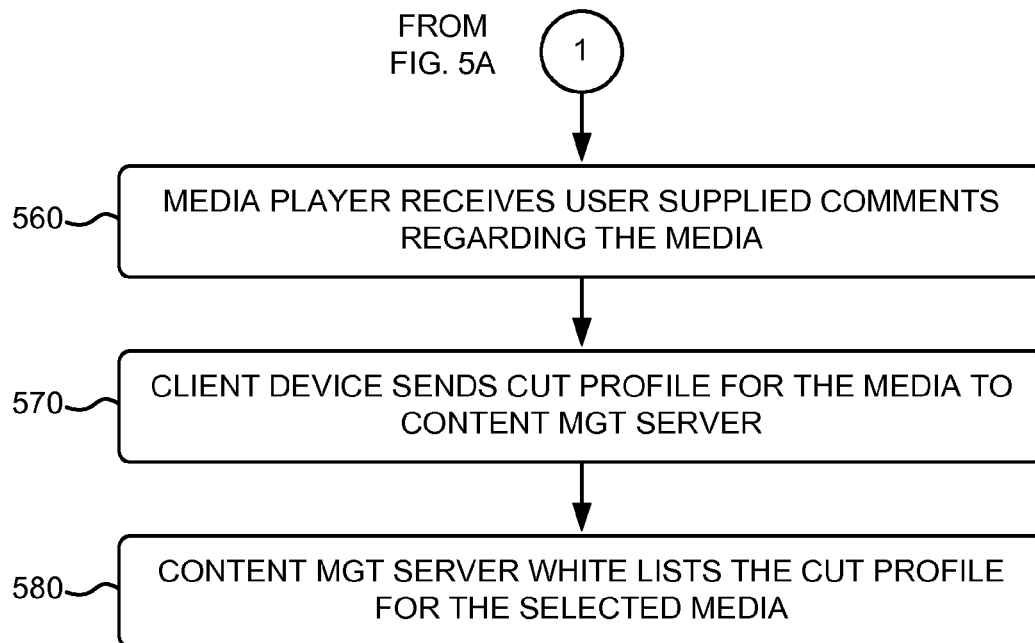 FROM
FIG. 5A
1
560
MEDIA PLAYER RECEIVES USER SUPPLIED COMMENTS
REGARDING THE MEDIA
570
CLIENT DEVICE SENDS CUT PROFILE FOR THE MEDIA TO
CONTENT MGT SERVER
580
CONTENT MGT SERVER WHITE LISTS THE CUT PROFILE
FOR THE SELECTED MEDIA